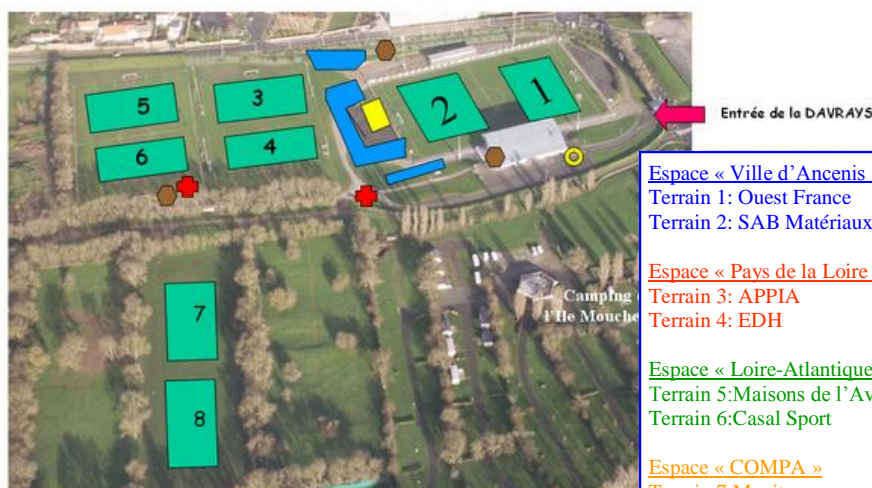 5
3
2
1
6
4
7
8
Entrée de la DAVRAYS
Camping
l'Ile Mouche
Espace « Ville d'Ancenis
Terrain 1: Ouest France
Terrain 2: SAB Matériaux
Espace « Pays de la Loire
Terrain 3: APPIA
Terrain 4: EDH
Espace « Loire-Atlantique
Terrain 5:Maisons de l'Av
Terrain 6:Casal Sport
Espace « COMPA »